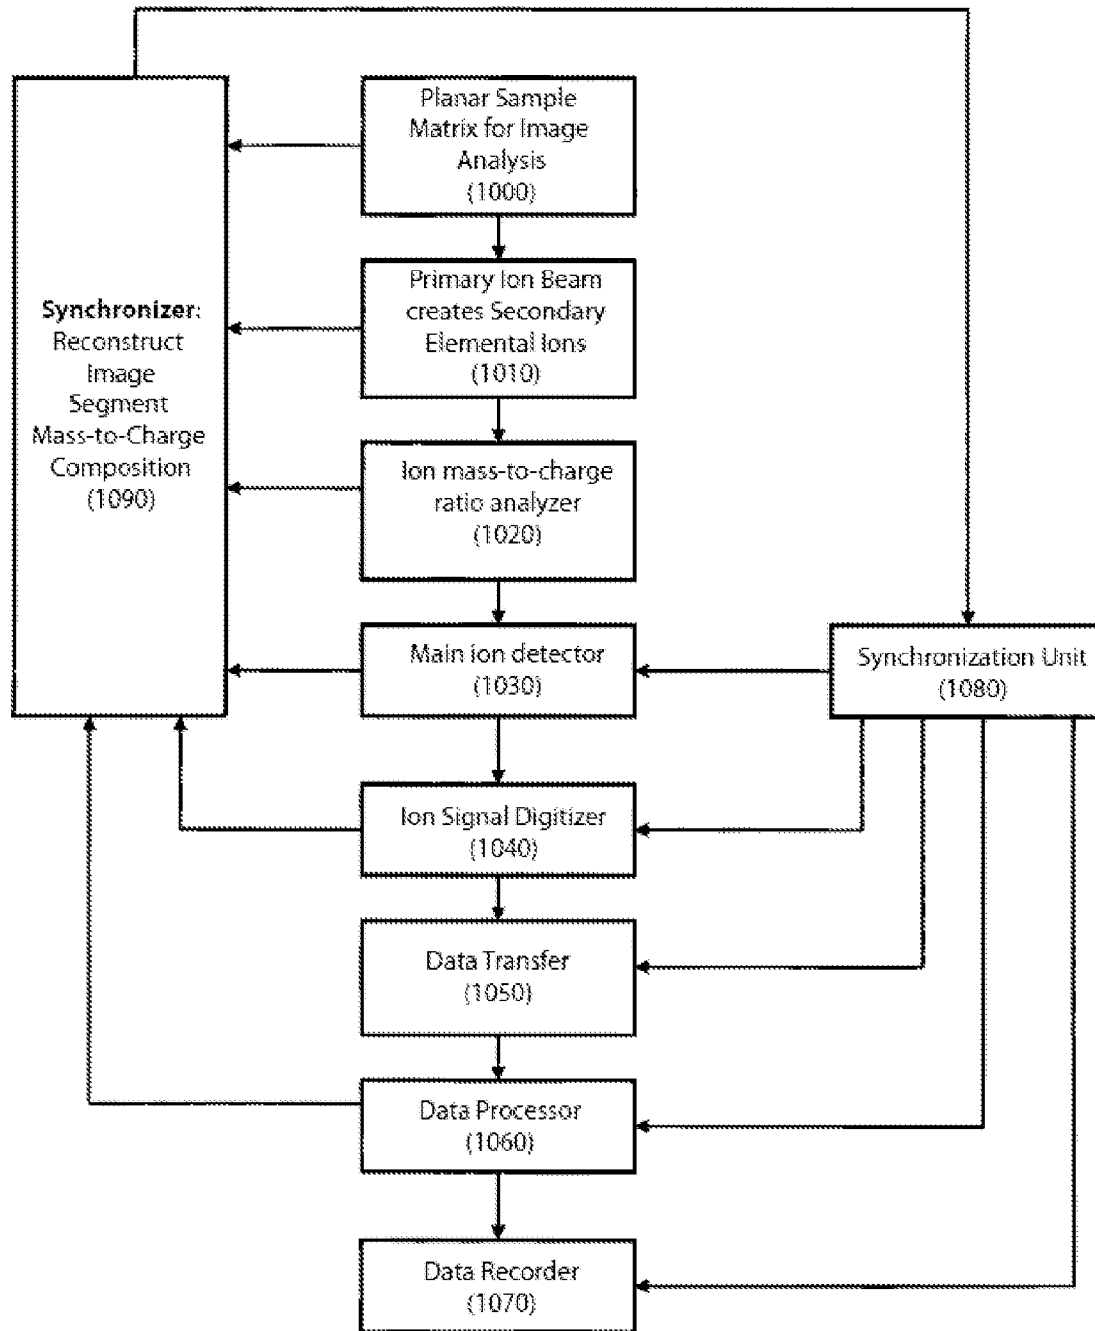 Planar Sample
Matrix for Image
Analysis
(1000)
Primary Ion Beam
creates Secondary
Elemental Ions
(1010)
Synchronizer:
Reconstruct
Image
Segment
Mass-to-Charge
Composition
(1090)
Ion mass-to-charge
ratio analyzer
(1020)
Main ion detector
(1030)
Synchronization Unit
(1080)
Ion Signal Digitizer
(1040)
Data Transfer
(1050)
Data Processor
(1060)
Data Recorder
(1070)